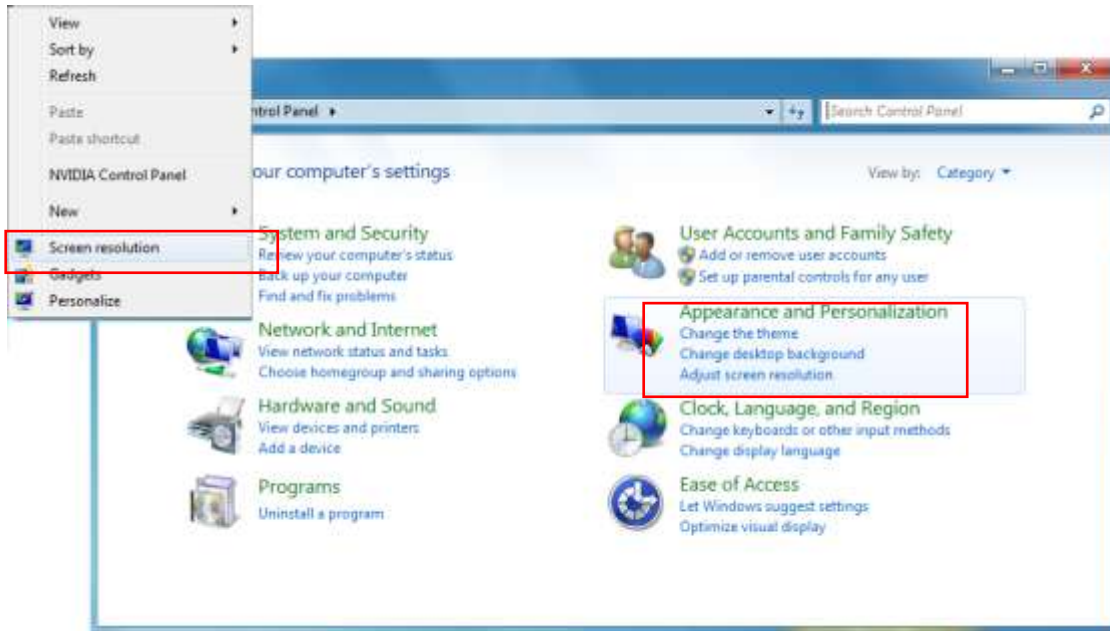 View
Sort by
Refresh
Paste
Paste shortcut
NVIDIA Control Panel
New
Screen resolution
Gadgets
Personalize
ntrol Panel
Search Control Panel
our computer's settings
View by: Category
System and Security
Review your computer's status
Back up your computer
Find and fix problems
Network and Internet
View network status and tasks
Choose homegroup and sharing options
Hardware and Sound
View devices and printers
Add a device
Programs
Uninstall a program
User Accounts and Family Safety
Add or remove user accounts
Set up parental controls for any user
Appearance and Personalization
Change the theme
Change desktop background
Adjust screen resolution
Clock, Language, and Region
Change keyboards or other input methods
Change display language
Ease of Access
Let Windows suggest settings
Optimize visual display